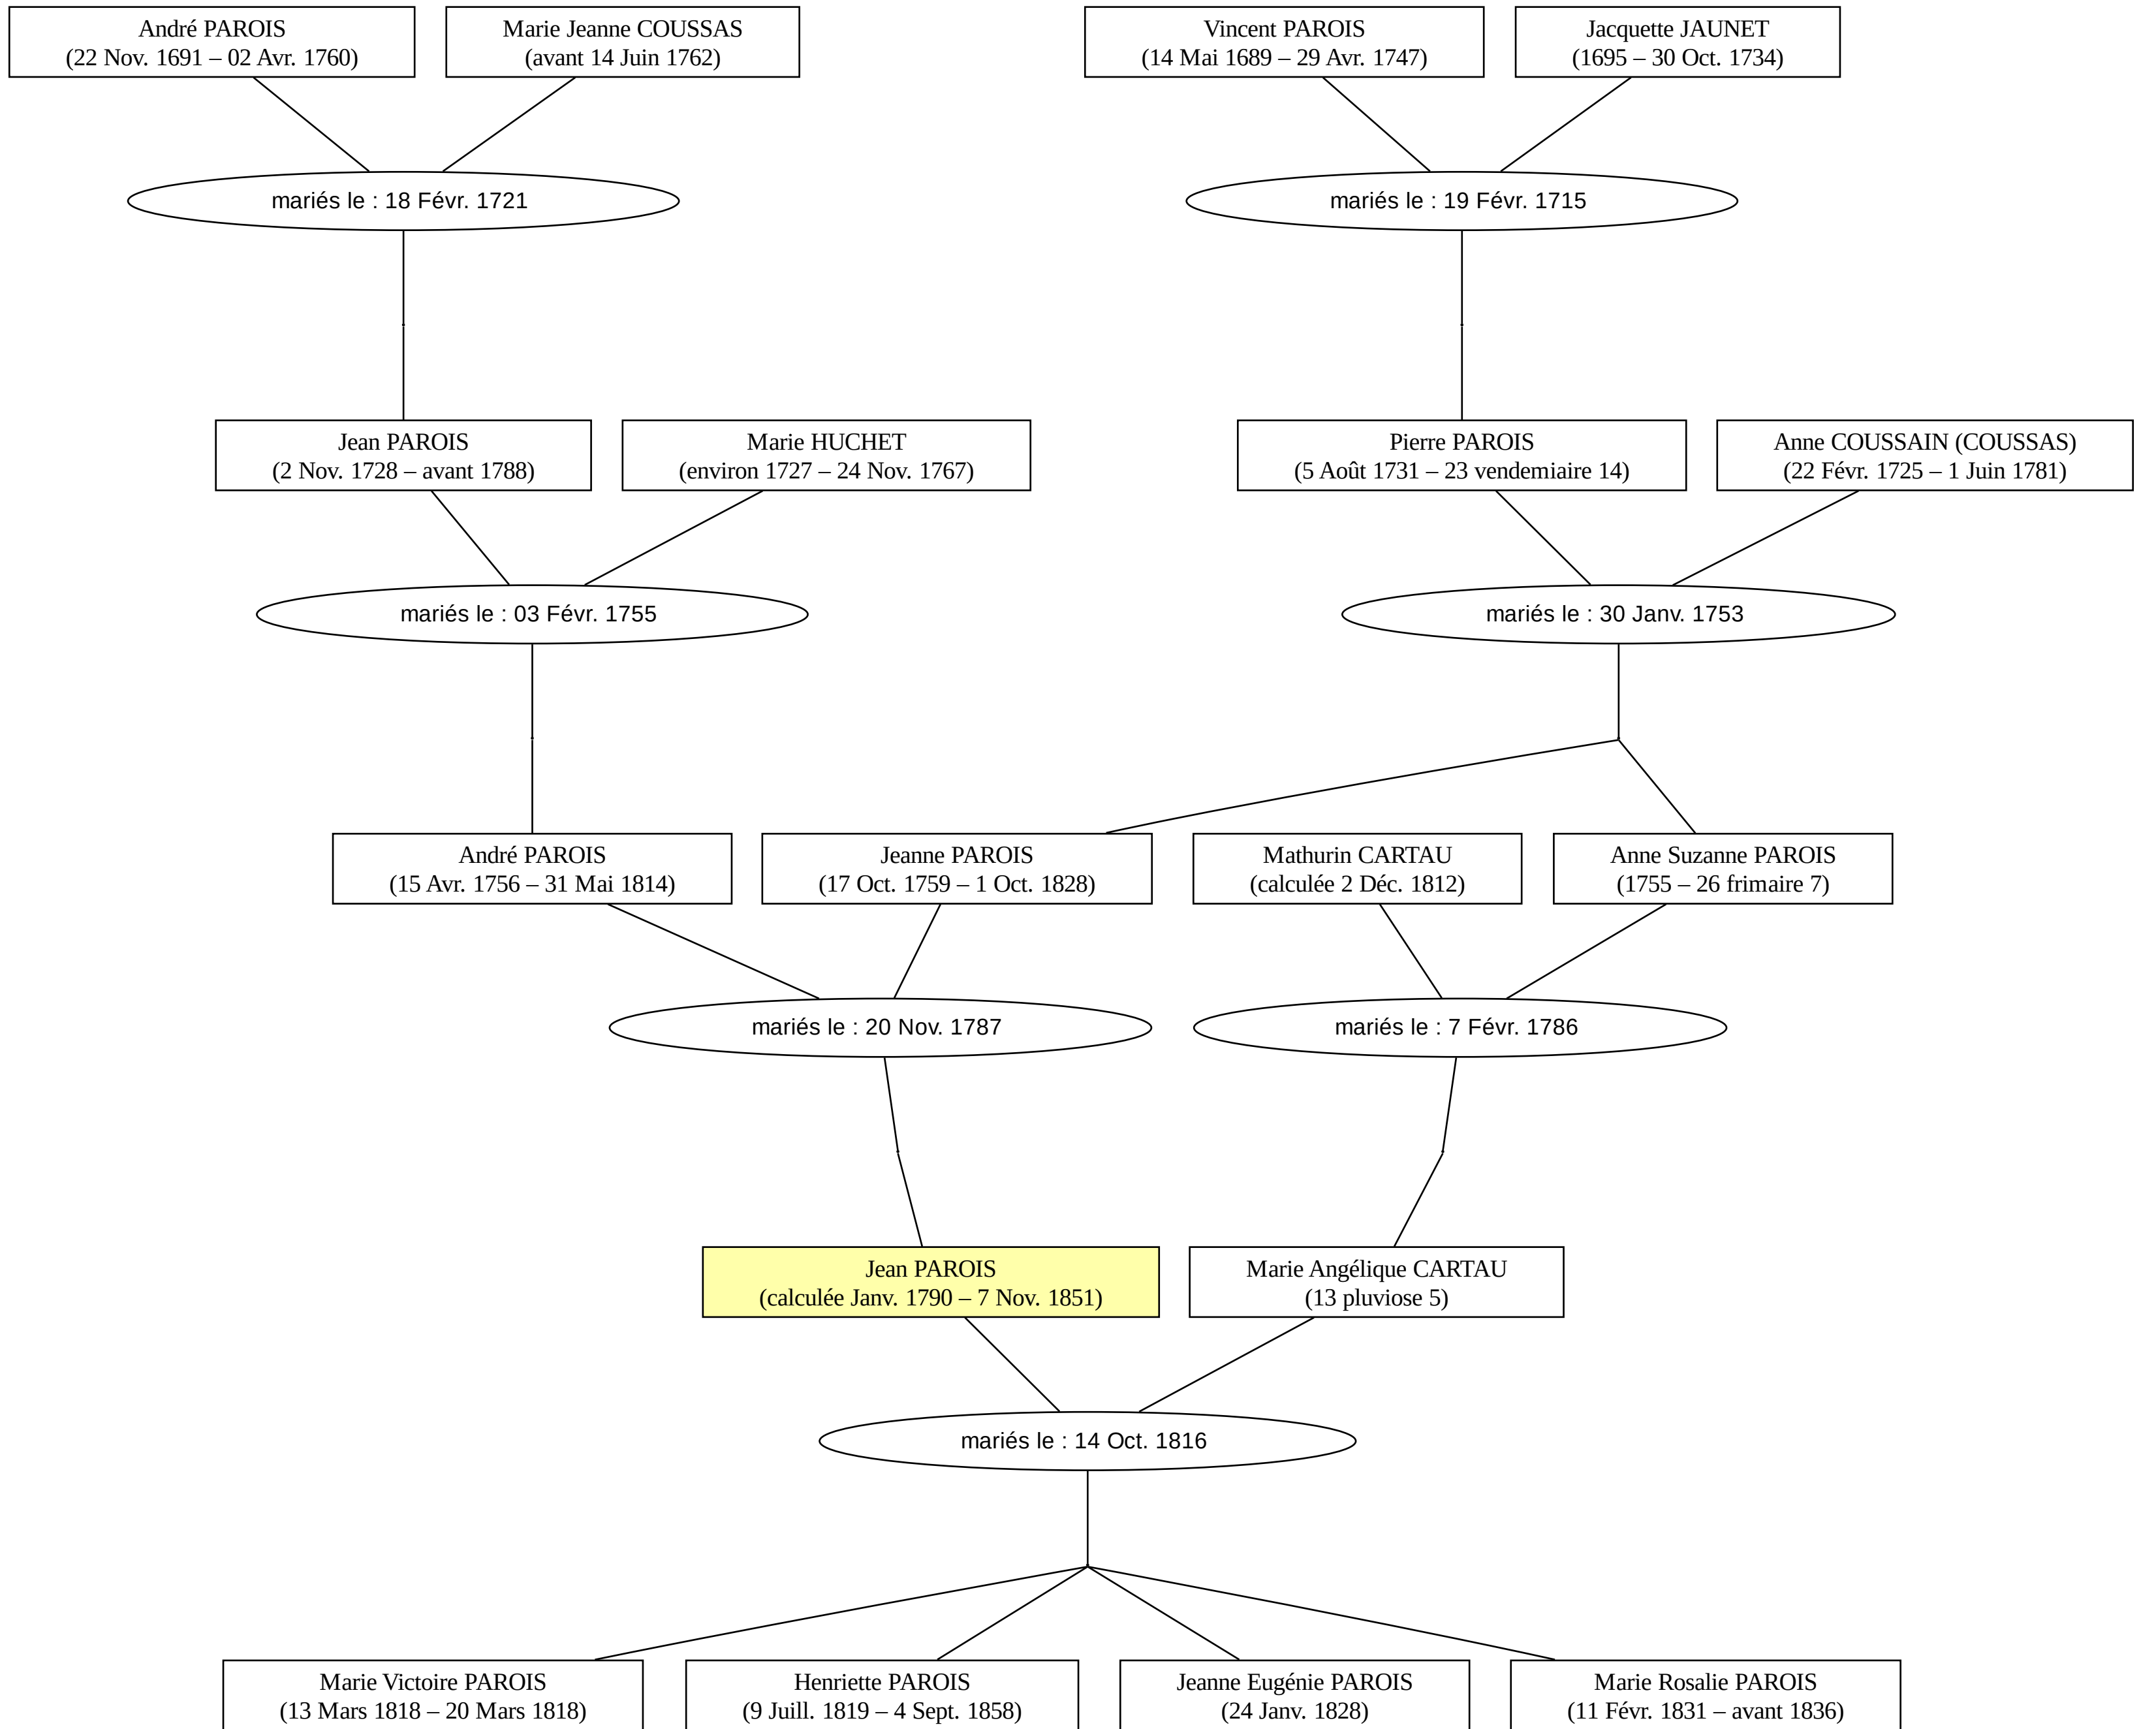 André PAROIS
(22 Nov. 1691 – 02 Avr. 1760)
Marie Jeanne COUSSAS
(avant 14 Juin 1762)
Vincent PAROIS
(14 Mai 1689 – 29 Avr. 1747)
Jacquette JAUNET
(1695 – 30 Oct. 1734)
mariés le : 18 Févr. 1721
mariés le : 19 Févr. 1715
Jean PAROIS
(2 Nov. 1728 – avant 1788)
Marie HUCHET
(environ 1727 – 24 Nov. 1767)
Pierre PAROIS
(5 Août 1731 – 23 vendemiaire 14)
Anne COUSSAIN (COUSSAS)
(22 Févr. 1725 – 1 Juin 1781)
mariés le : 03 Févr. 1755
mariés le : 30 Janv. 1753
André PAROIS
(15 Avr. 1756 – 31 Mai 1814)
Jeanne PAROIS
(17 Oct. 1759 – 1 Oct. 1828)
Mathurin CARTAU
(calculée 2 Déc. 1812)
Anne Suzanne PAROIS
(1755 – 26 frimaire 7)
mariés le : 20 Nov. 1787
mariés le : 7 Févr. 1786
Jean PAROIS
(calculée Janv. 1790 – 7 Nov. 1851)
Marie Angélique CARTAU
(13 pluviose 5)
mariés le : 14 Oct. 1816
Marie Victoire PAROIS
(13 Mars 1818 – 20 Mars 1818)
Henriette PAROIS
(9 Juill. 1819 – 4 Sept. 1858)
Jeanne Eugénie PAROIS
(24 Janv. 1828)
Marie Rosalie PAROIS
(11 Févr. 1831 – avant 1836)